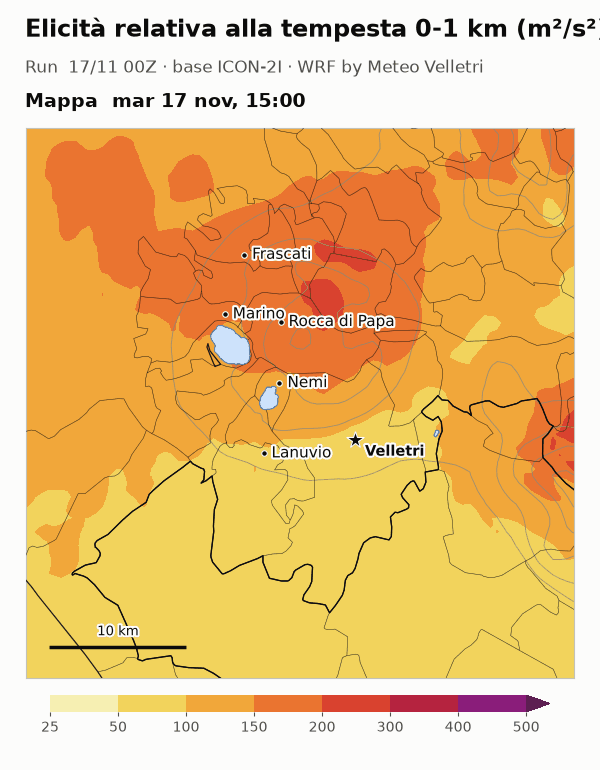 Elicità relativa alla tempesta 0-1 km (m²/s²)
Run 17/11 00Z · base ICON-2I · WRF by Meteo Velletri
Mappa mar 17 nov, 15:00
Frascati
Marino
Rocca di Papa
Nemi
Velletri
Lanuvio
10 km
25 50 100 150 200 300 400 500